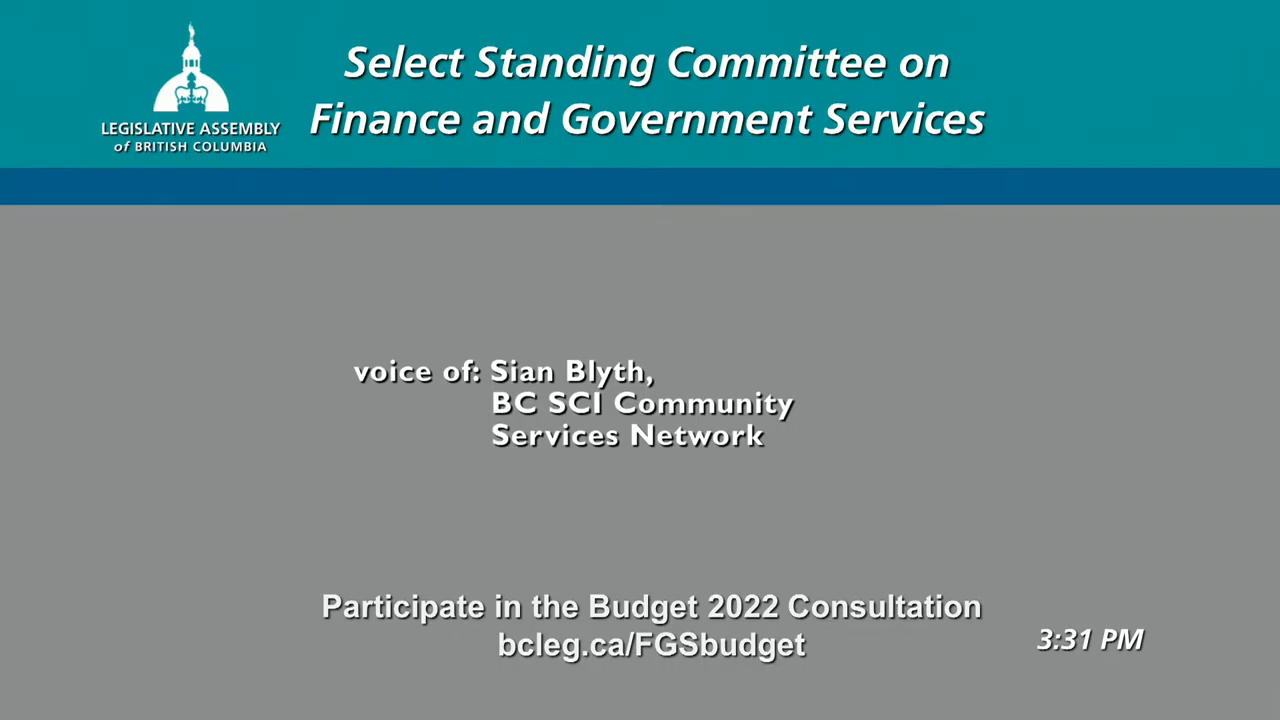 LEGISLATIVE ASSEMBLY
of BRITISH COLUMBIA
Select Standing Committee on
Finance and Government Services
voice of: Sian Blyth,
BC SCI Community
Services Network
Participate in the Budget 2022 Consultation
bcleg.ca/FGSbudget
3:31 PM